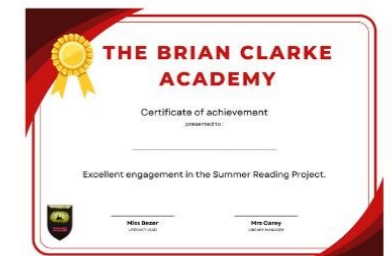 THE BRIAN CLARKE
ACADEMY
Certificate of achievement
presented to:
Excellent engagement in the Summer Reading Project.
Miss Bezer
LITERACY LEAD
Mrs Carey
LIBRARY MANAGER